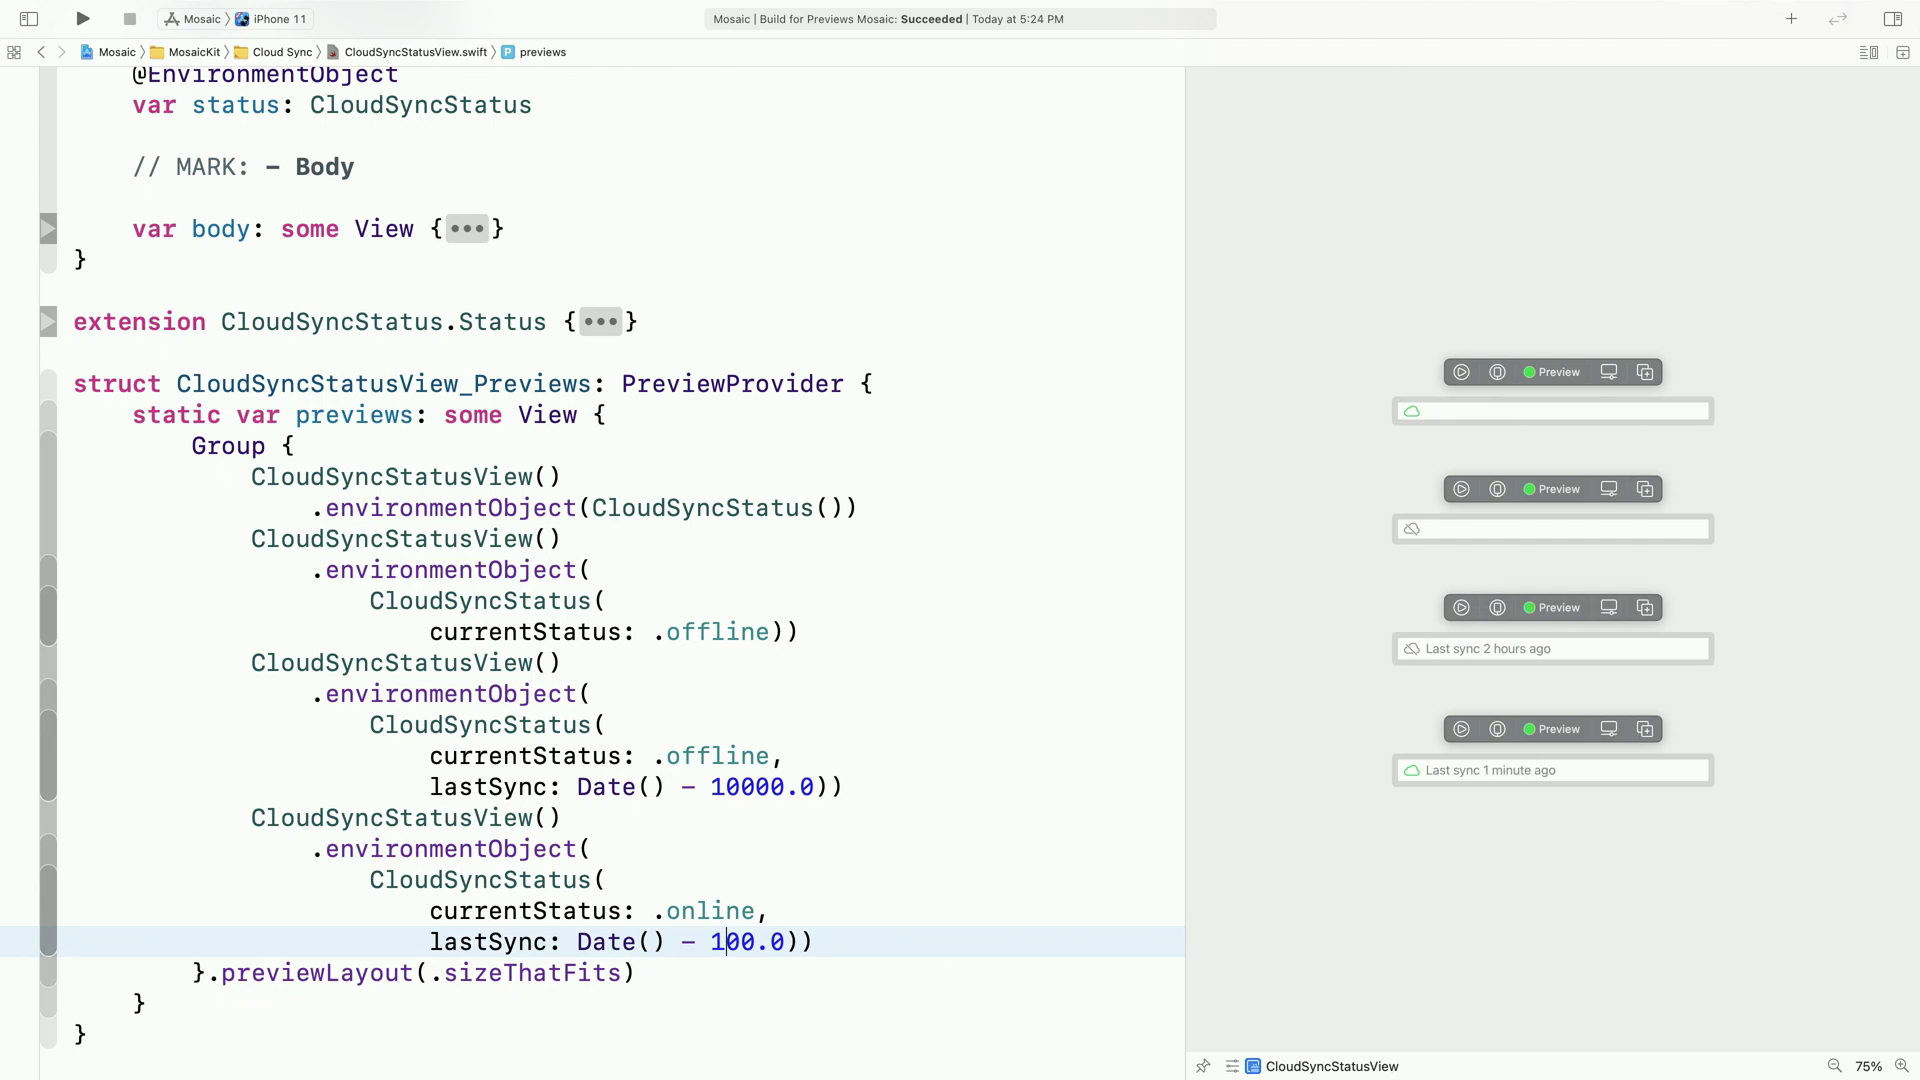 Mosaic iPhone 11
Mosaic | Build for Previews Mosaic: Succeeded | Today at 5:24 PM
Mosaic MosaicKit Cloud Sync CloudSyncStatusView.swift P previews
@EnvironmentObject
var status: CloudSyncStatus
// MARK: - Body
var body: some View {•••}
}
extension CloudSyncStatus.Status {•••}
struct CloudSyncStatusView_Previews: PreviewProvider {
static var previews: some View {
Group {
CloudSyncStatusView()
.environmentObject(CloudSyncStatus())
CloudSyncStatusView()
.environmentObject(
CloudSyncStatus(
currentStatus: .offline))
CloudSyncStatusView()
.environmentObject(
CloudSyncStatus(
currentStatus: .offline,
lastSync: Date() - 10000.0))
CloudSyncStatusView()
.environmentObject(
CloudSyncStatus(
currentStatus: .online,
lastSync: Date() - 100.0))
}.previewLayout(.sizeThatFits)
}
}
Preview
Preview
Preview
Last sync 2 hours ago
Preview
Last sync 1 minute ago
CloudSyncStatusView
75%